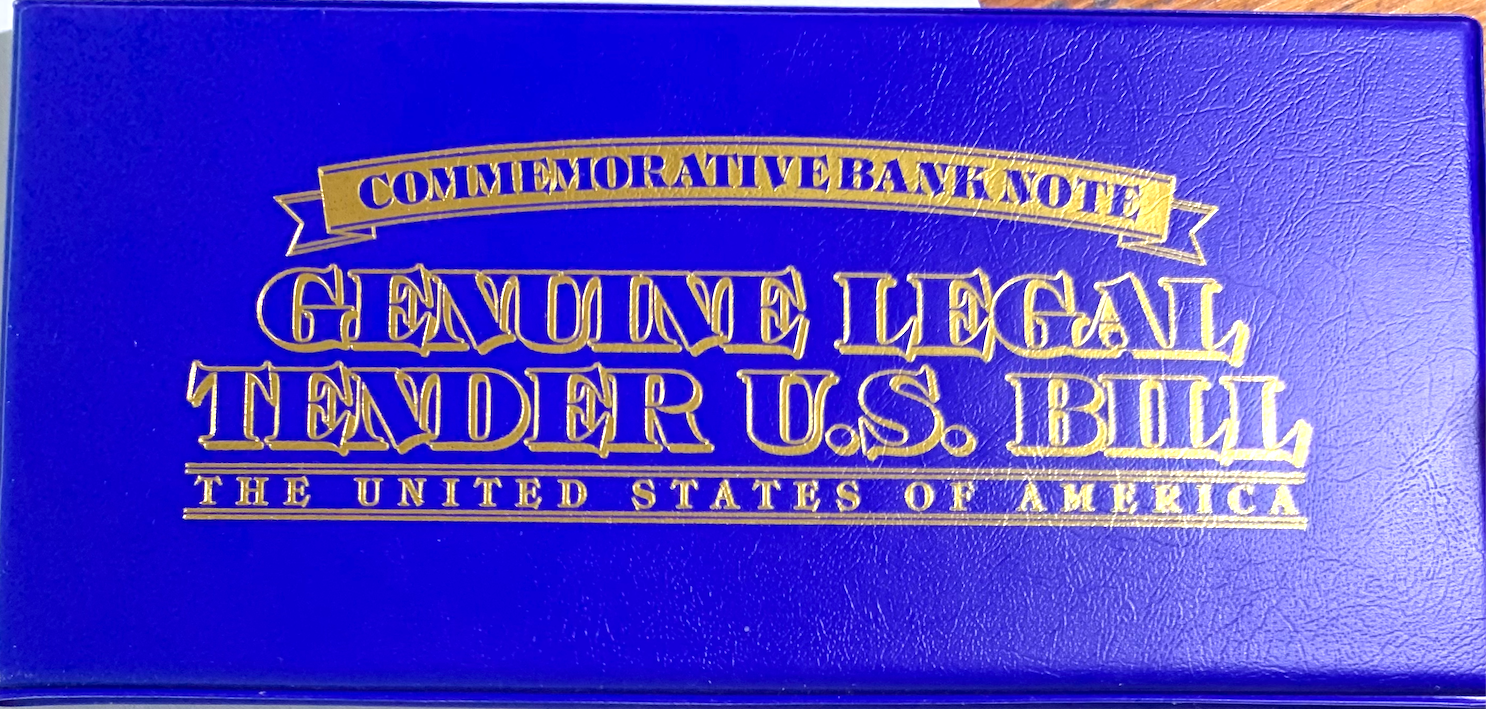 COMMEMORATIVE BANK NOTE
GENUINE LEGAL
TENDER U.S. BILL
THE UNITED STATES OF AMERICA